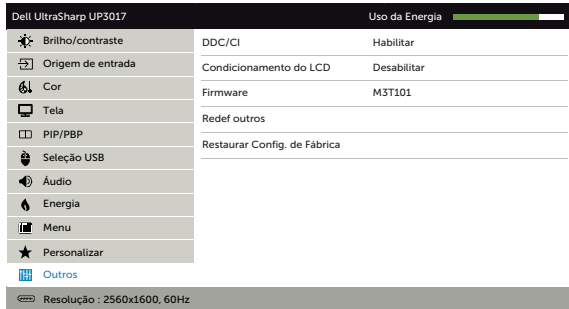 Dell UltraSharp UP3017 Uso da Energia
Brilho/contraste
Origem de entrada
Cor
Tela
PIP/PBP
Seleção USB
Áudio
Energia
Menu
Personalizar
Outros
DDC/CI Habilitar
Condicionamento do LCD Desabilitar
Firmware M3T101
Redef outros
Restaurar Config. de Fábrica
Resolução : 2560x1600, 60Hz